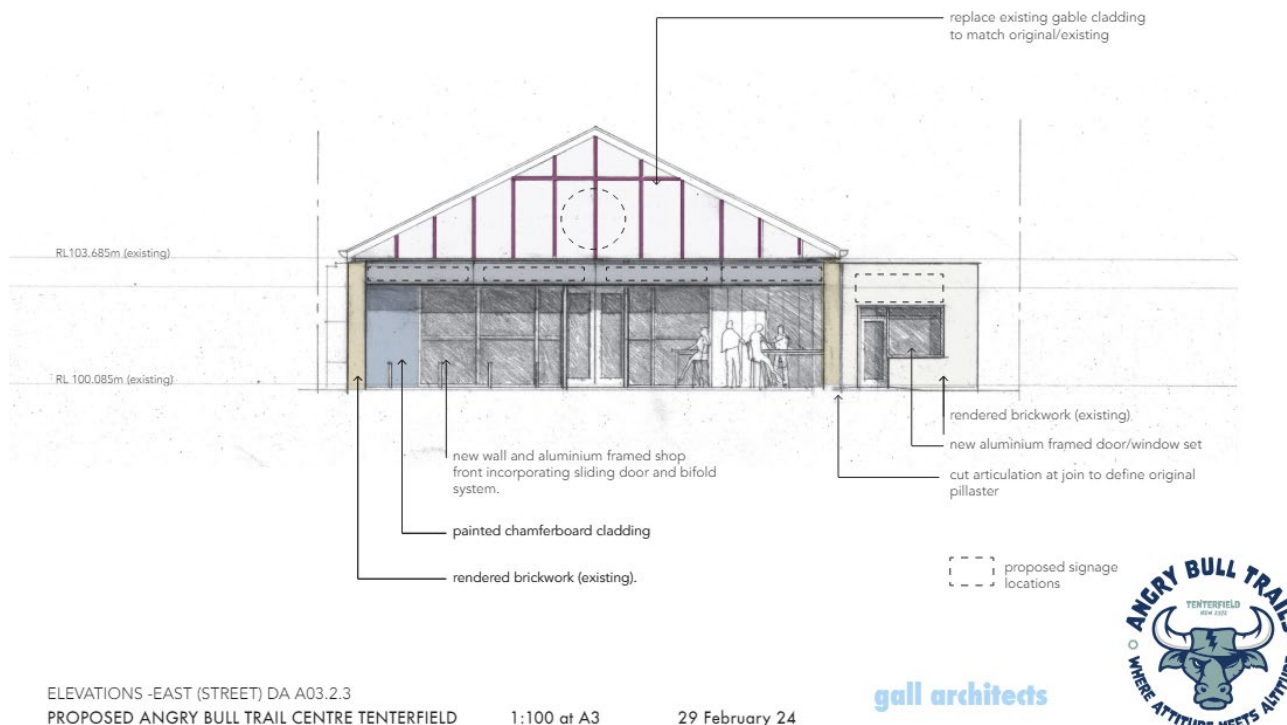 replace existing gable cladding
to match original/existing
RL103.685m (existing)
RL 100.085m (existing)
rendered brickwork (existing)
new aluminium framed door/window set
cut articulation at join to define original
pillaster
new wall and aluminium framed shop
front incorporating sliding door and bifold
system.
painted chamferboard cladding
rendered brickwork (existing).
proposed signage
locations
ANGRY BULL TRAILS
TENTERFIELD
NSW 2372
WHERE ATTITUDE MEETS ALTITUDE
ELEVATIONS -EAST (STREET) DA A03.2.3
PROPOSED ANGRY BULL TRAIL CENTRE TENTERFIELD 1:100 at A3 29 February 24
gall architects